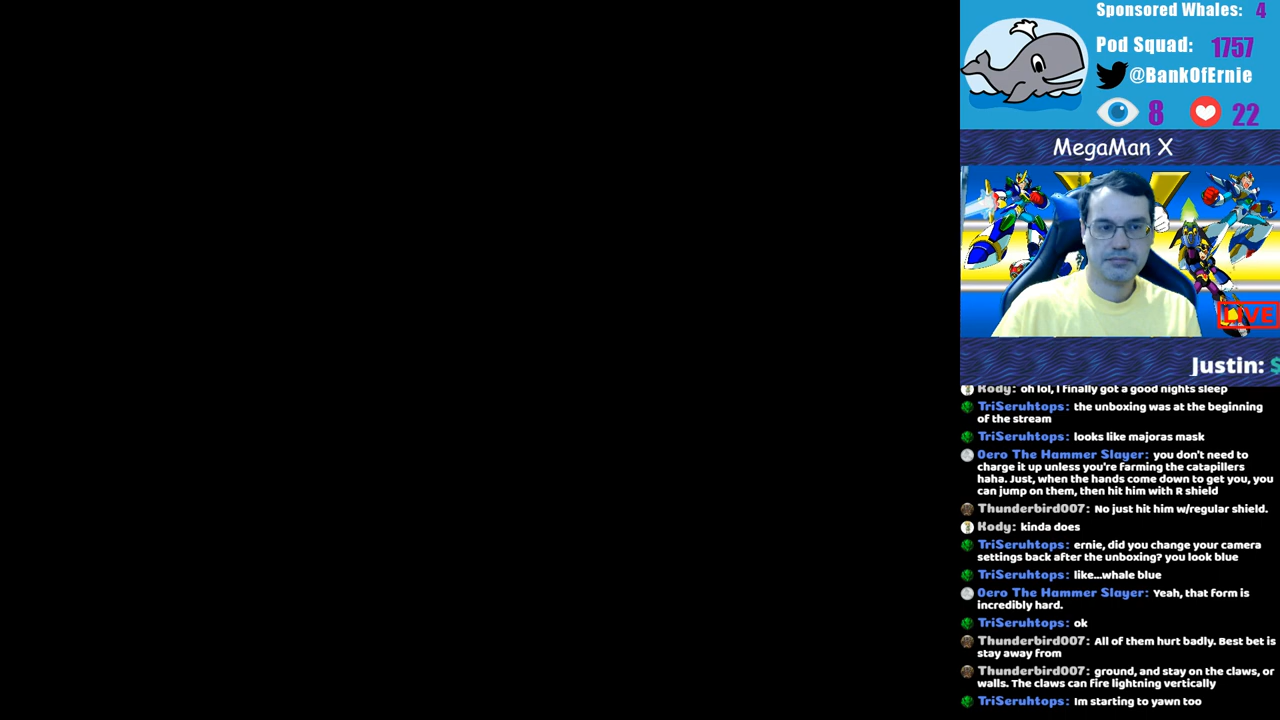 Sponsored Whales: 4
Pod Squad: 1757
@BankOfErnie
8 22
MegaMan X
LIVE
Justin: $
Kody: oh lol, I finally got a good nights sleep
TriSeruhtops: the unboxing was at the beginning
of the stream
TriSeruhtops: looks like majoras mask
0ero The Hammer Slayer: you don't need to
charge it up unless you're farming the catapillers
haha. Just, when the hands come down to get you, you
can jump on them, then hit him with R shield
Thunderbird007: No just hit him w/regular shield.
Kody: kinda does
TriSeruhtops: ernie, did you change your camera
settings back after the unboxing? you look blue
TriSeruhtops: like...whale blue
0ero The Hammer Slayer: Yeah, that form is
incredibly hard.
TriSeruhtops: ok
Thunderbird007: All of them hurt badly. Best bet is
stay away from
Thunderbird007: ground, and stay on the claws, or
walls. The claws can fire lightning vertically
TriSeruhtops: Im starting to yawn too